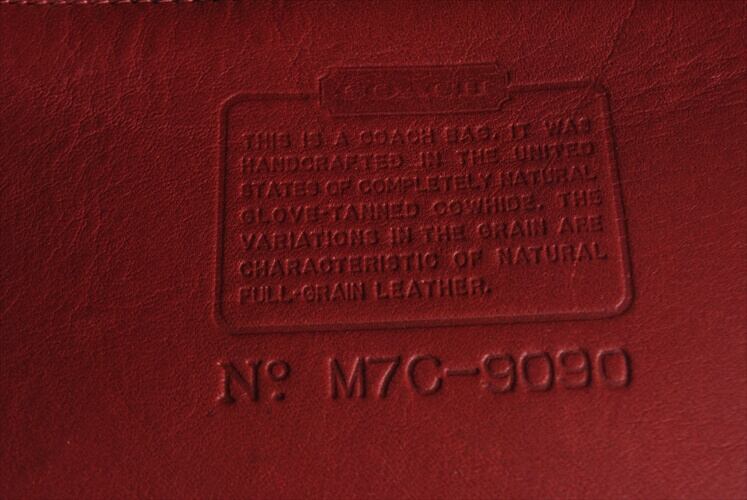 COACH
THIS IS A COACH BAG. IT WAS
HANDCRAFTED IN THE UNITED
STATES OF COMPLETELY NATURAL
GLOVE-TANNED COWHIDE. THE
VARIATIONS IN THE GRAIN ARE
CHARACTERISTIC OF NATURAL
FULL-GRAIN LEATHER.
Nº M7C-9090